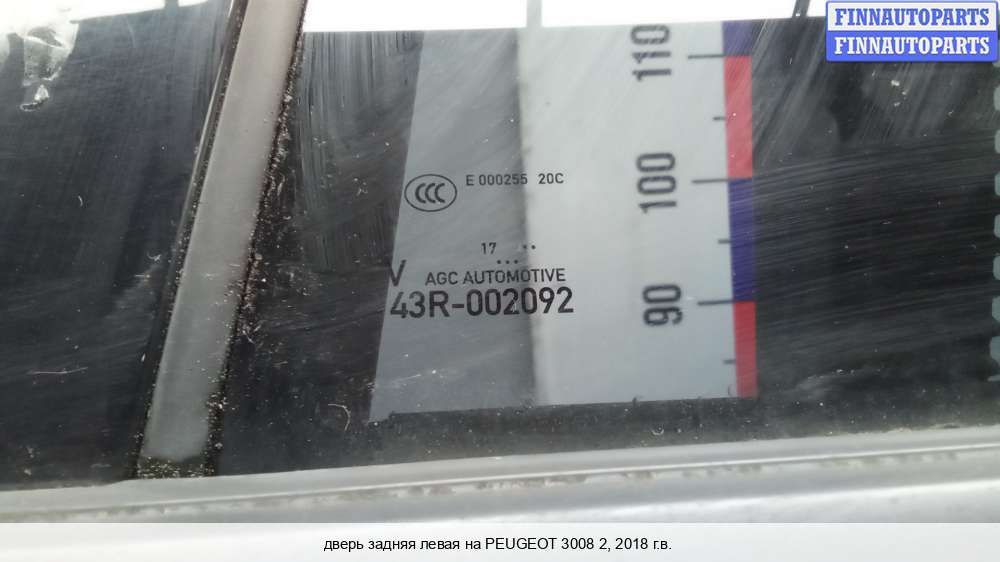 FINNAUTOPARTS
FINNAUTOPARTS
110
100
90
CCC
E 000255 20C
17 ..
...
V
AGC AUTOMOTIVE
43R-002092
дверь задняя левая на PEUGEOT 3008 2, 2018 г.в.